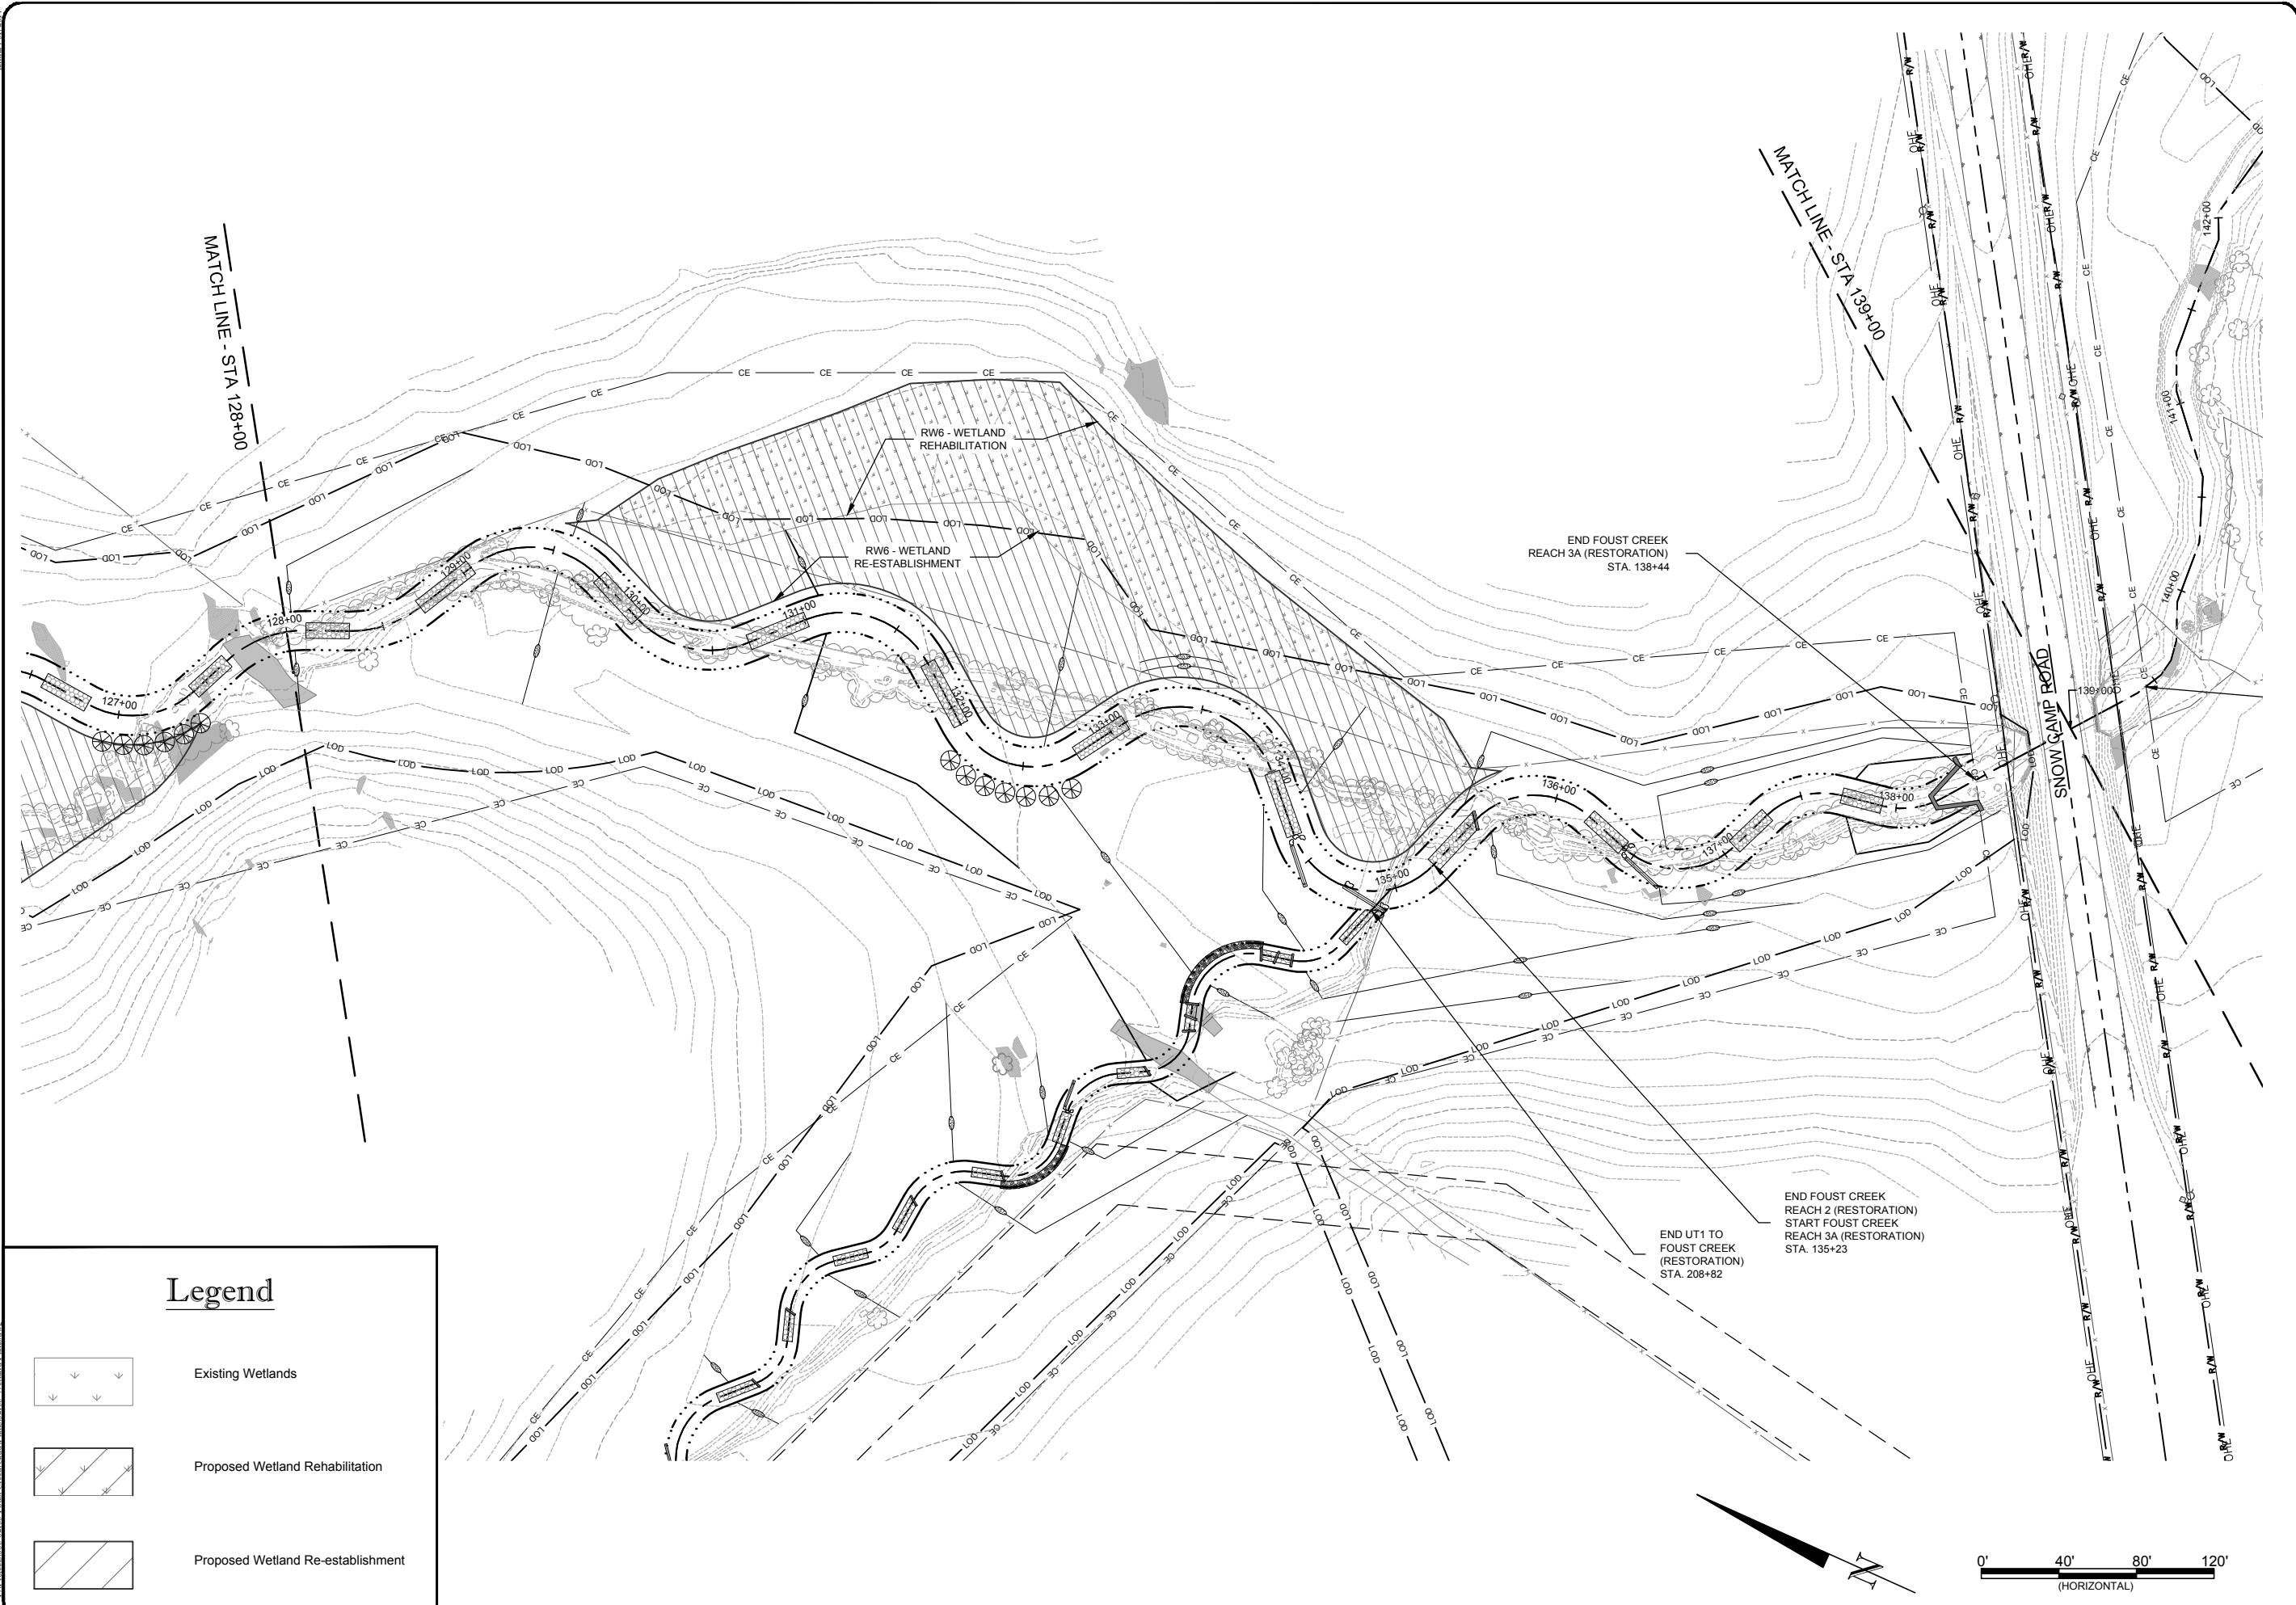 MATCH LINE - STA 128+00
MATCH LINE - STA 139+00
RW6 - WETLAND
REHABILITATION
RW6 - WETLAND
RE-ESTABLISHMENT
END FOUST CREEK
REACH 3A (RESTORATION)
STA. 138+44
SNOW CAMP ROAD
127+00
128+00
129+00
130+00
131+00
132+00
133+00
134+00
135+00
136+00
137+00
138+00
139+00
140+00
141+00
142+00
CE
LOD
OHE
R/W
END UT1 TO
FOUST CREEK
(RESTORATION)
STA. 208+82
END FOUST CREEK
REACH 2 (RESTORATION)
START FOUST CREEK
REACH 3A (RESTORATION)
STA. 135+23
Legend
Existing Wetlands
Proposed Wetland Rehabilitation
Proposed Wetland Re-establishment
N
0' 40' 80' 120'
(HORIZONTAL)